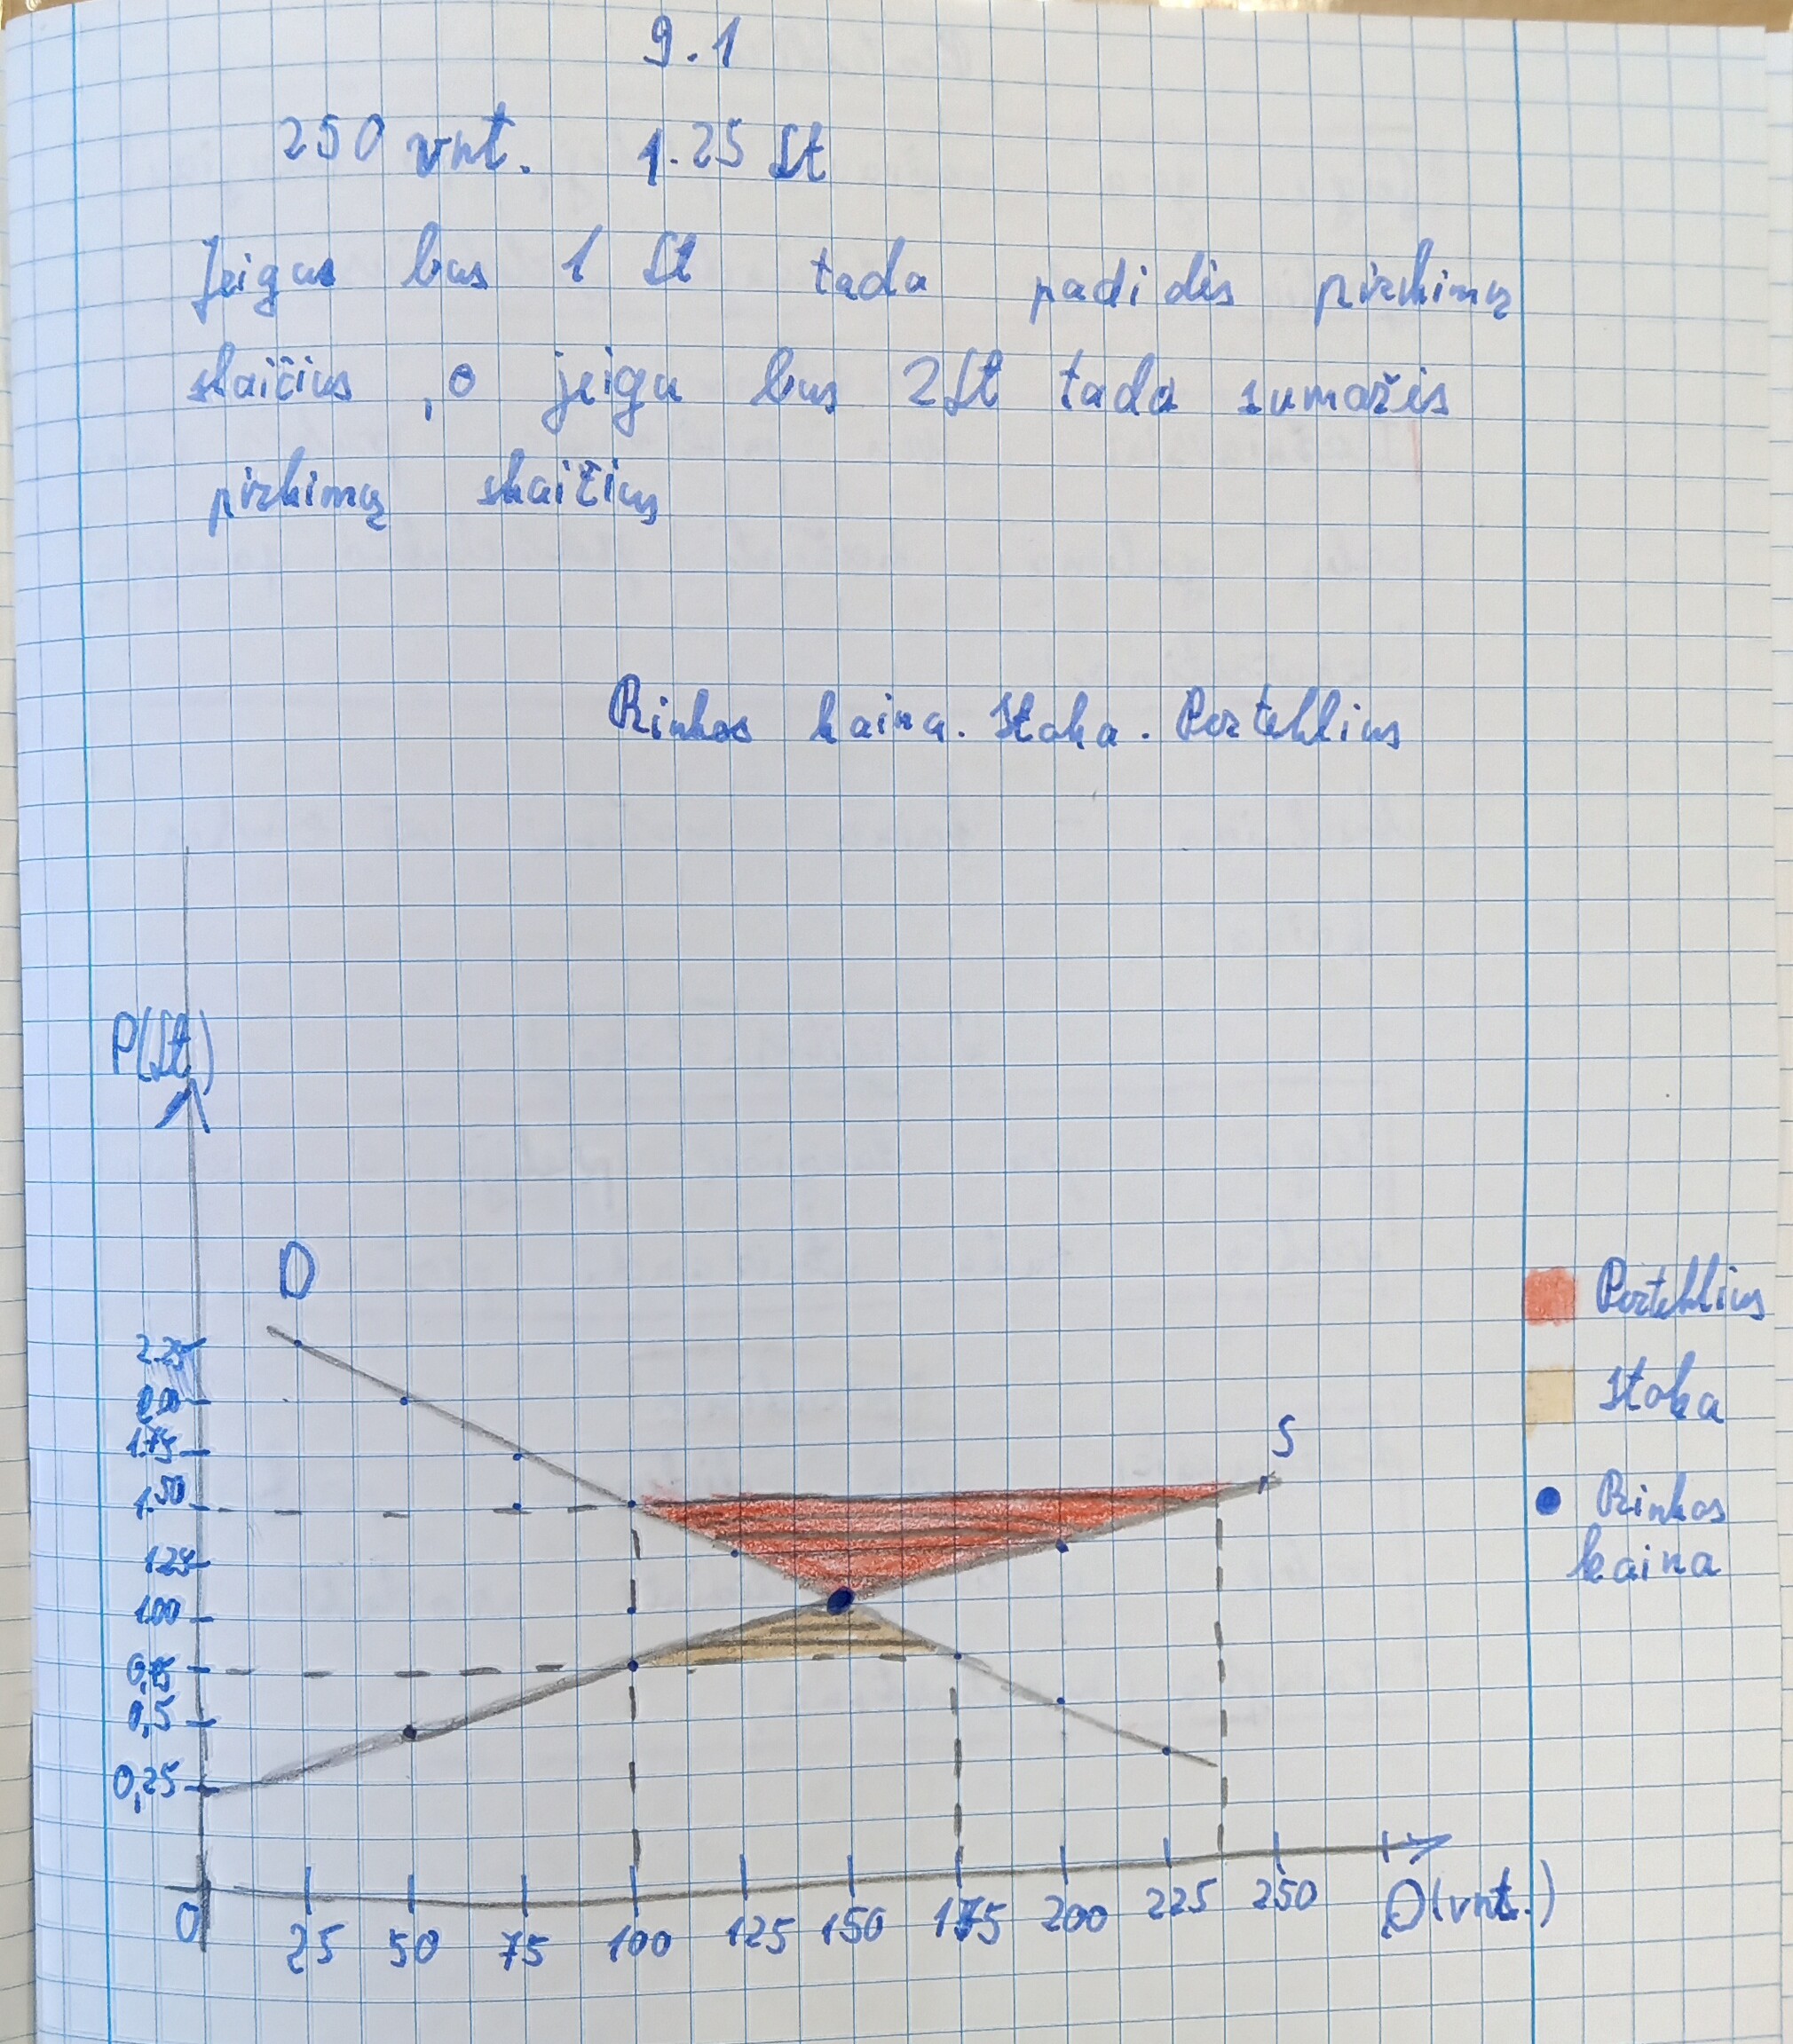 9.1
250 vnt. 1.25 Lt
Jeigu bus 1 Lt tada padidės pirkimų
skaičius , o jeigu bus 2Lt tada sumažės
pirkimų skaičius
Rinkos kaina. Stoka. Perteklius
P(Lt)
D
2.25
2.0
1.75
1.50
1.25
1.00
0,75
0,5
0,25
S
0 25 50 75 100 125 150 175 200 225 250 Q(vnt.)
Perteklius
Stoka
Rinkos
kaina